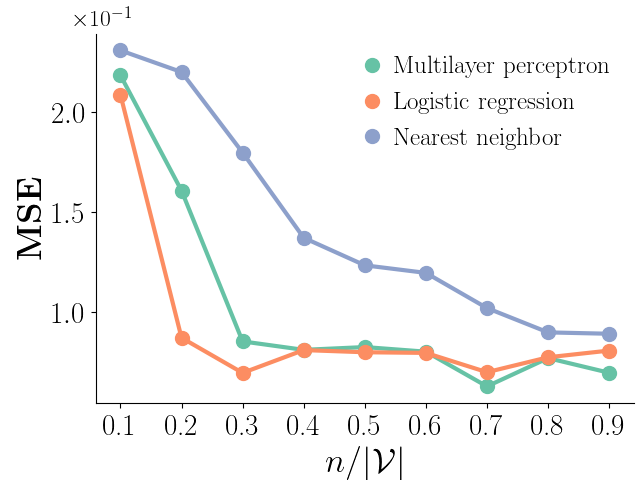 ×10⁻¹
Multilayer perceptron
Logistic regression
Nearest neighbor
2.0
1.5
1.0
MSE
0.1 0.2 0.3 0.4 0.5 0.6 0.7 0.8 0.9
n/|𝒱|